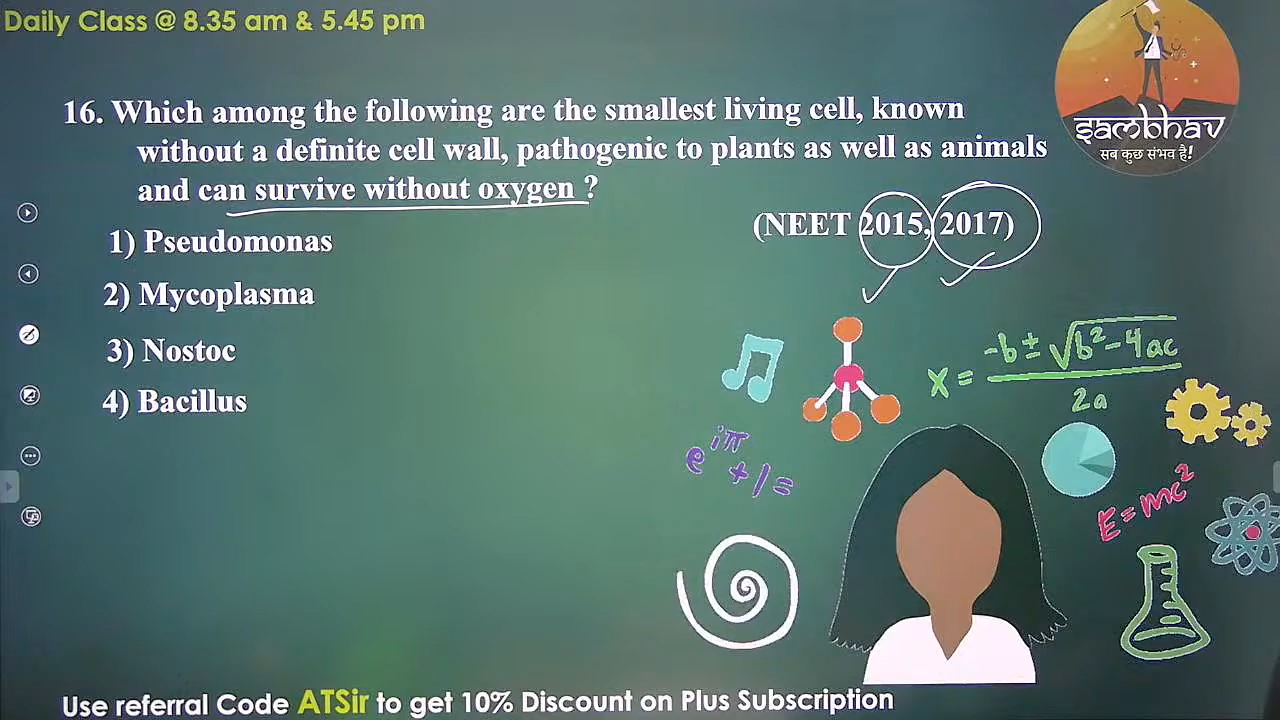 Daily Class @ 8.35 am & 5.45 pm
sambhav
सब कुछ संभव है!
16. Which among the following are the smallest living cell, known
without a definite cell wall, pathogenic to plants as well as animals
and can survive without oxygen ?
(NEET 2015, 2017)
1) Pseudomonas
2) Mycoplasma
3) Nostoc
4) Bacillus
x = -b ± √b² - 4ac
2a
e^iπ + 1 =
E = mc²
Use referral Code ATSir to get 10% Discount on Plus Subscription